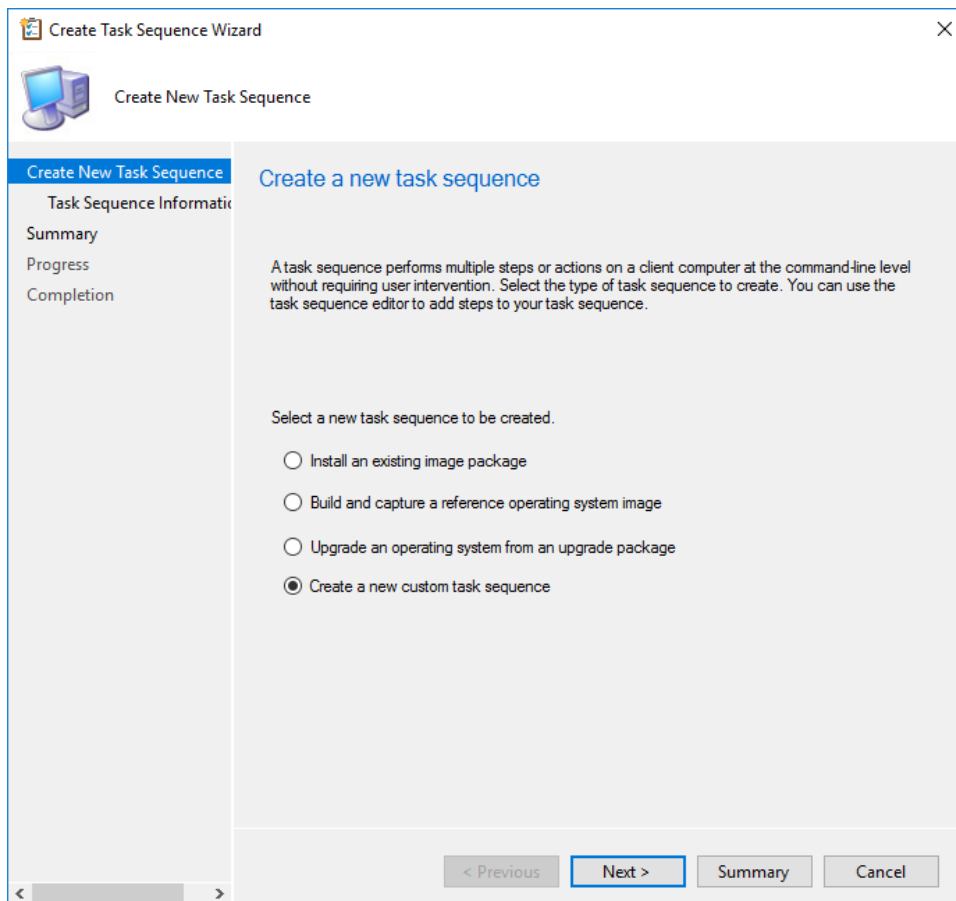 Create Task Sequence Wizard
Create New Task Sequence
Create New Task Sequence
Task Sequence Informatic
Summary
Progress
Completion
Create a new task sequence
A task sequence performs multiple steps or actions on a client computer at the command-line level
without requiring user intervention. Select the type of task sequence to create. You can use the
task sequence editor to add steps to your task sequence.
Select a new task sequence to be created.
Install an existing image package
Build and capture a reference operating system image
Upgrade an operating system from an upgrade package
Create a new custom task sequence
< Previous
Next >
Summary
Cancel